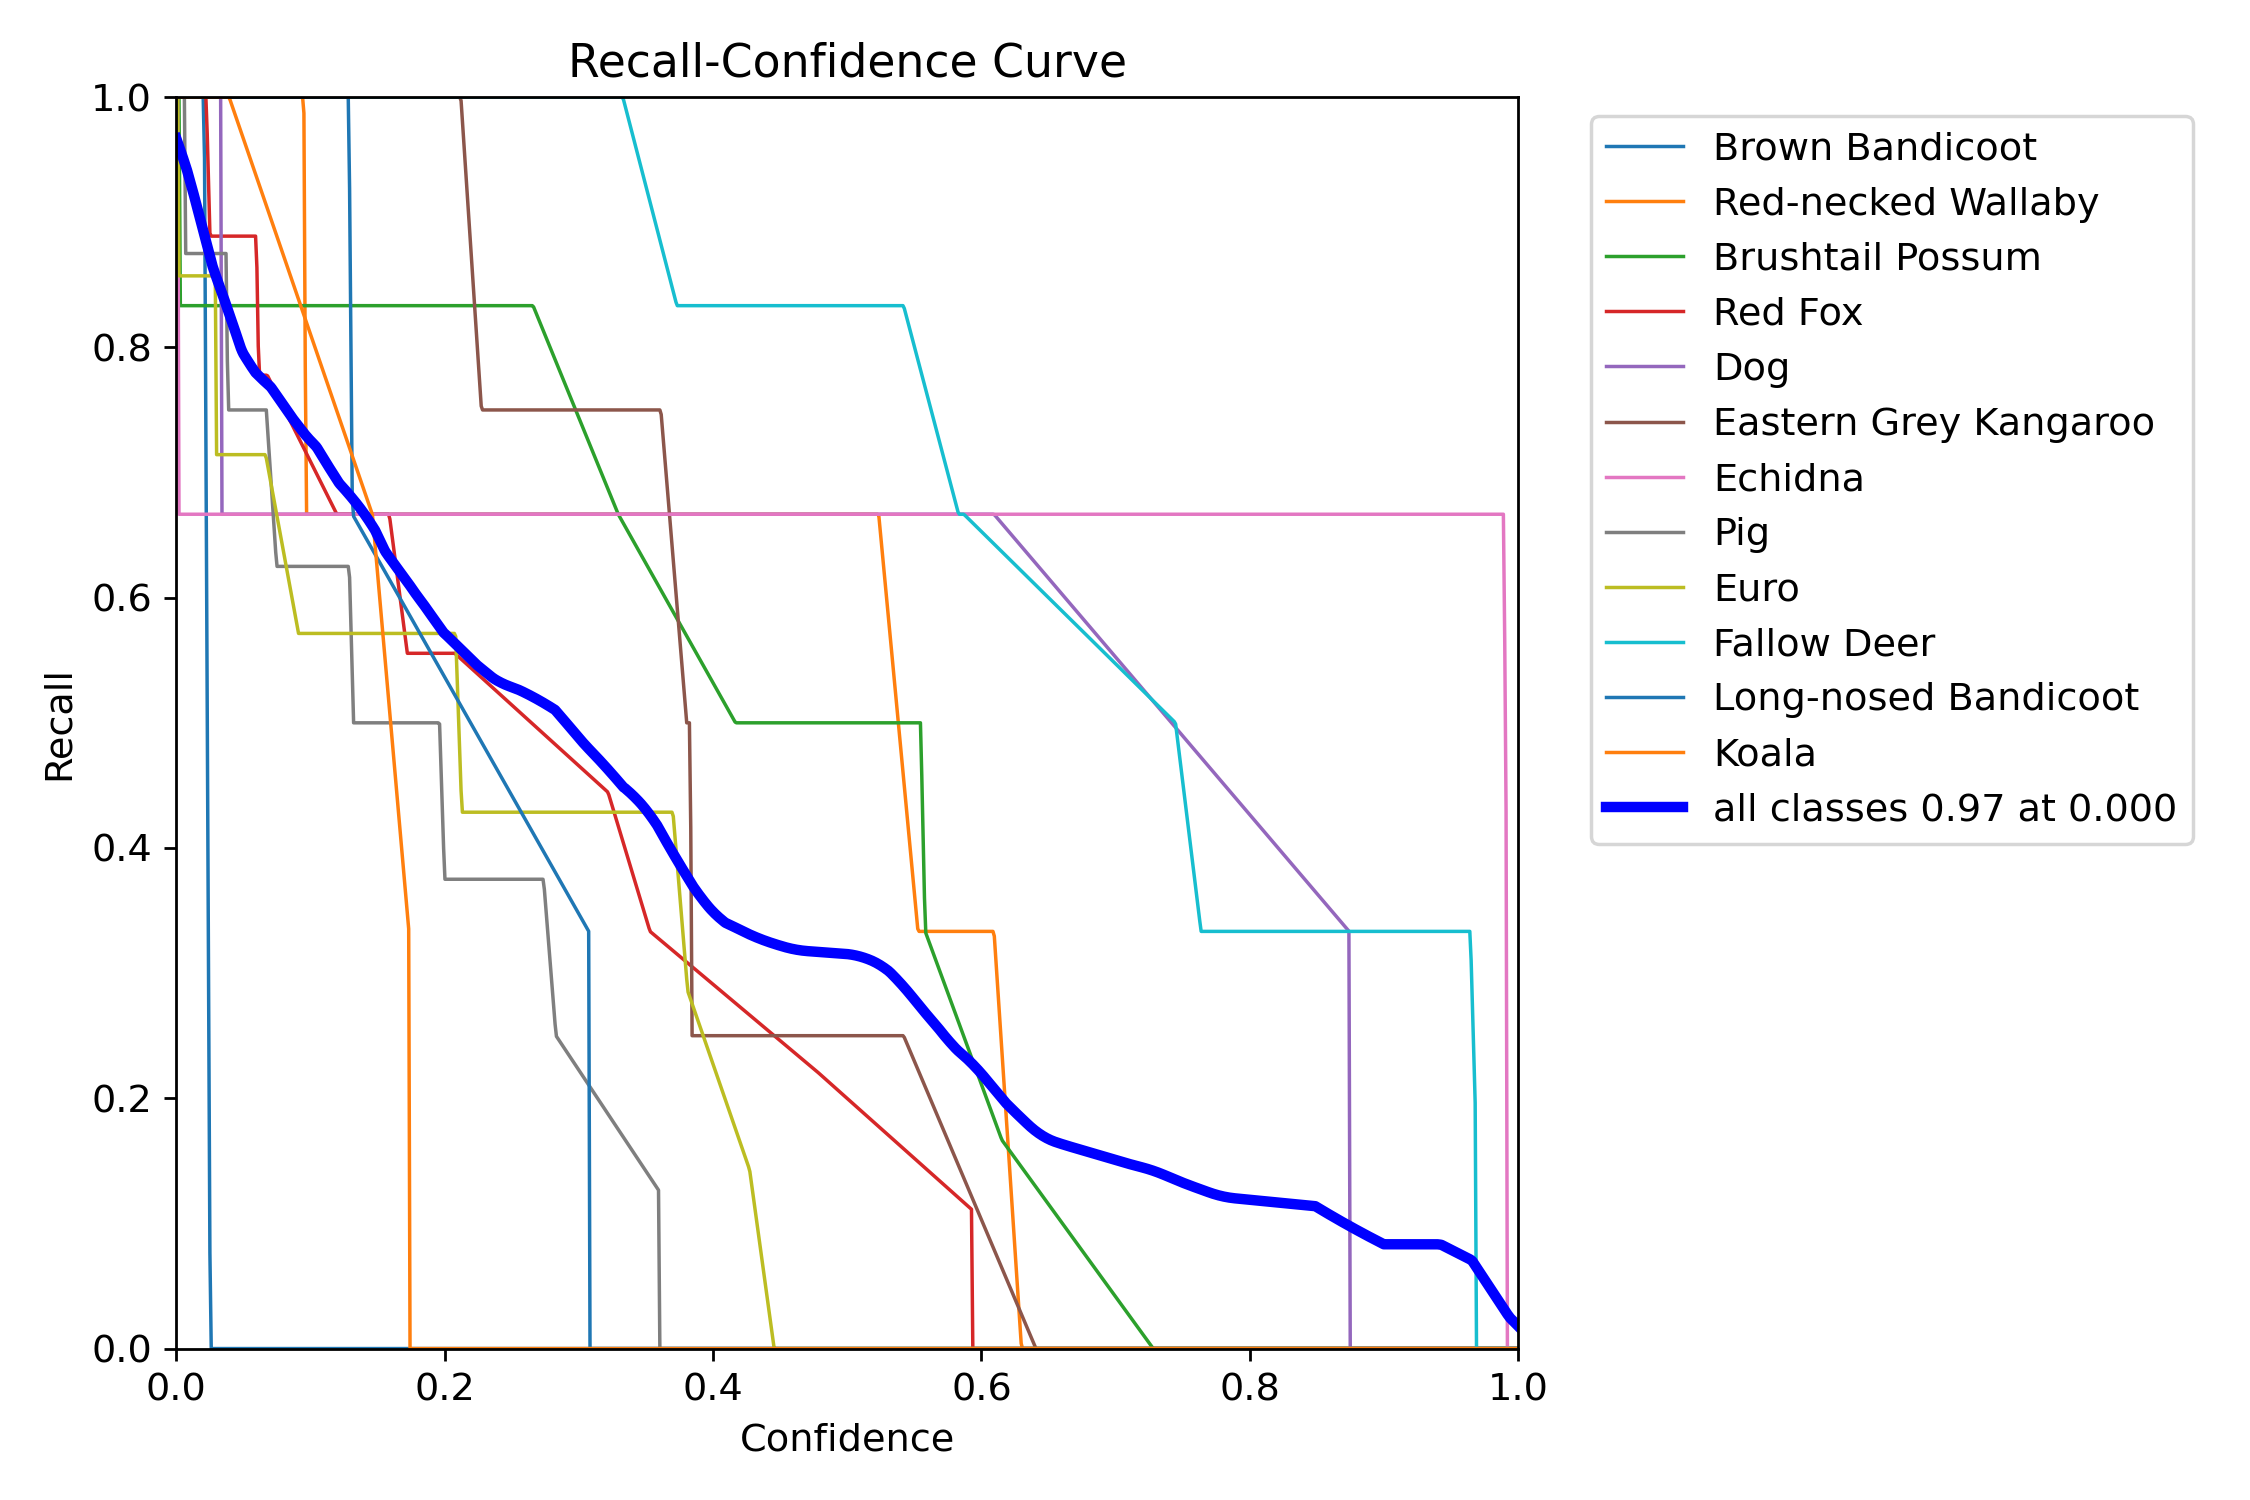 Recall-Confidence Curve
1.0
0.8
0.6
0.4
0.2
0.0
Recall
0.0 0.2 0.4 0.6 0.8 1.0
Confidence
Brown Bandicoot
Red-necked Wallaby
Brushtail Possum
Red Fox
Dog
Eastern Grey Kangaroo
Echidna
Pig
Euro
Fallow Deer
Long-nosed Bandicoot
Koala
all classes 0.97 at 0.000